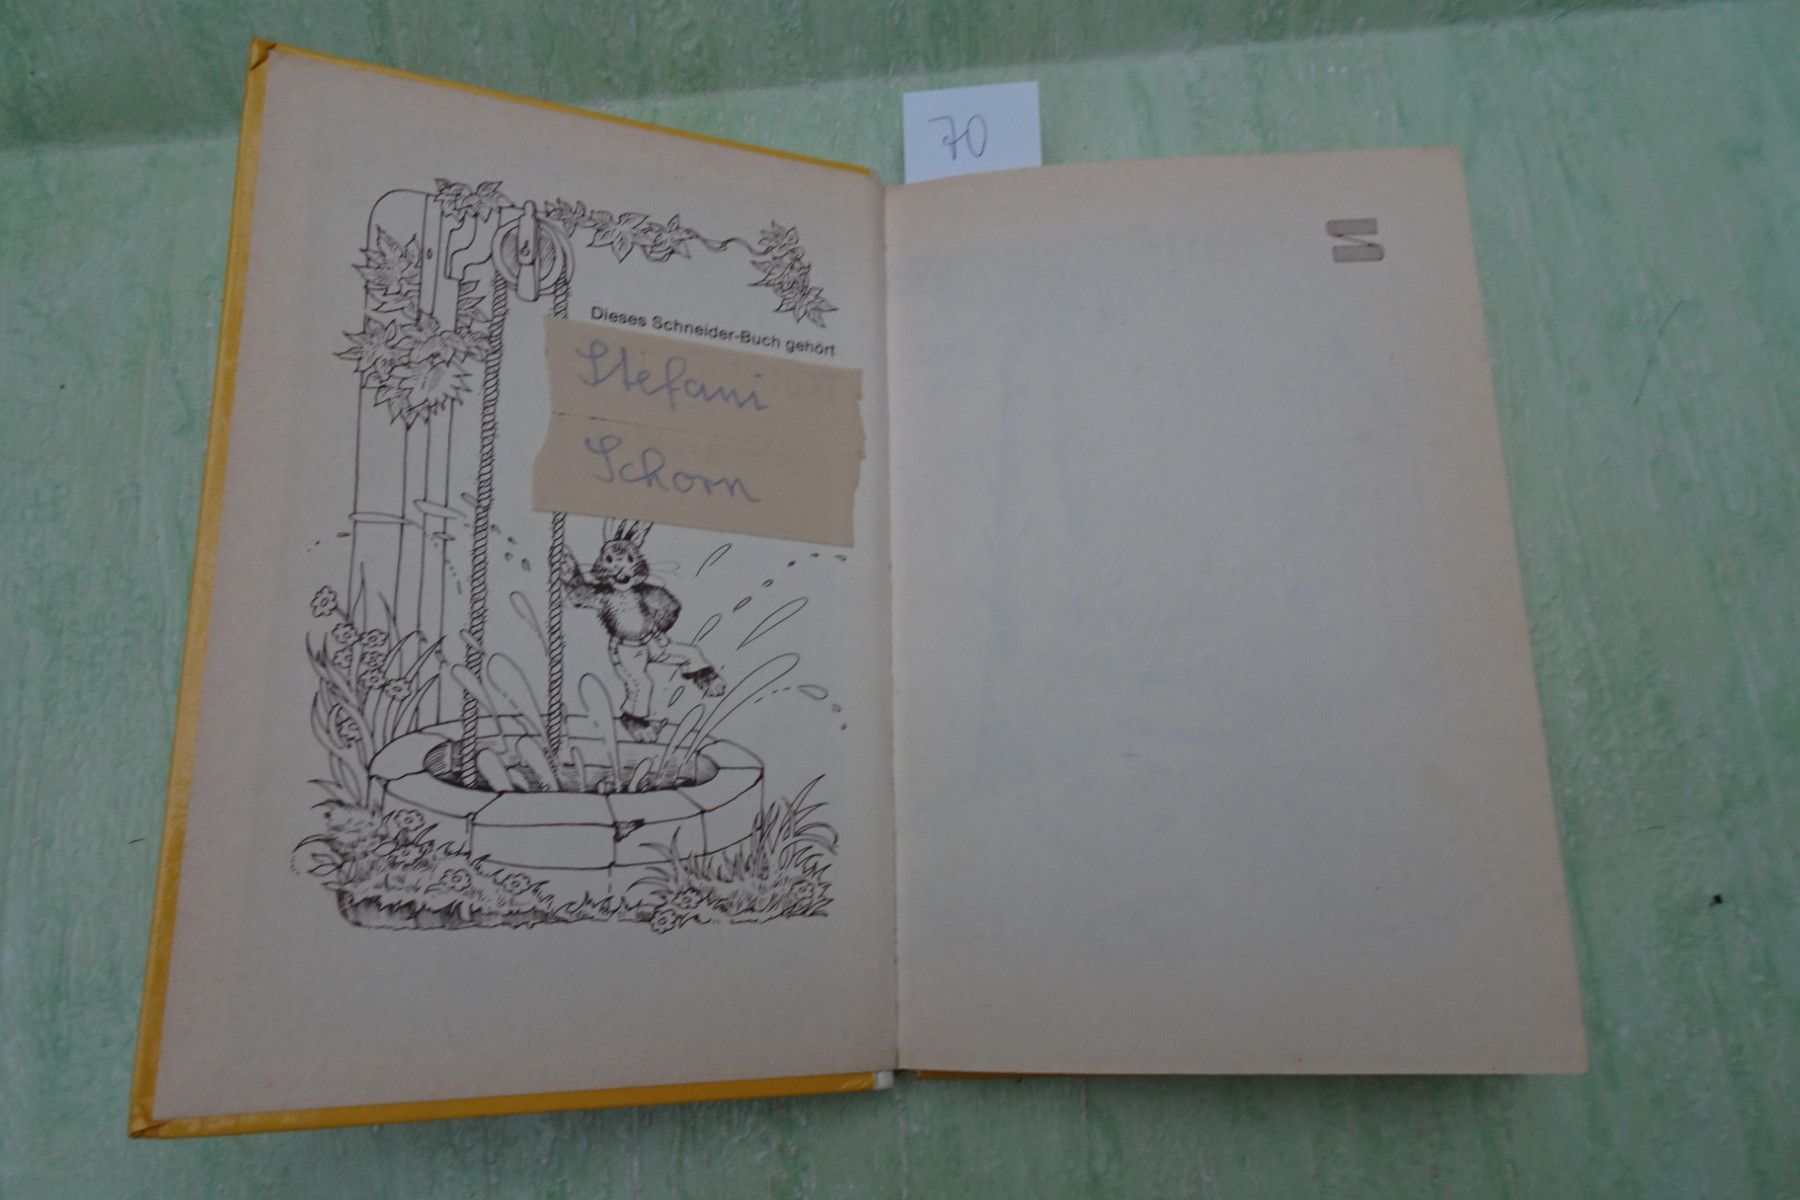 70
Dieses Schneider-Buch gehört
Stefani
Schorn